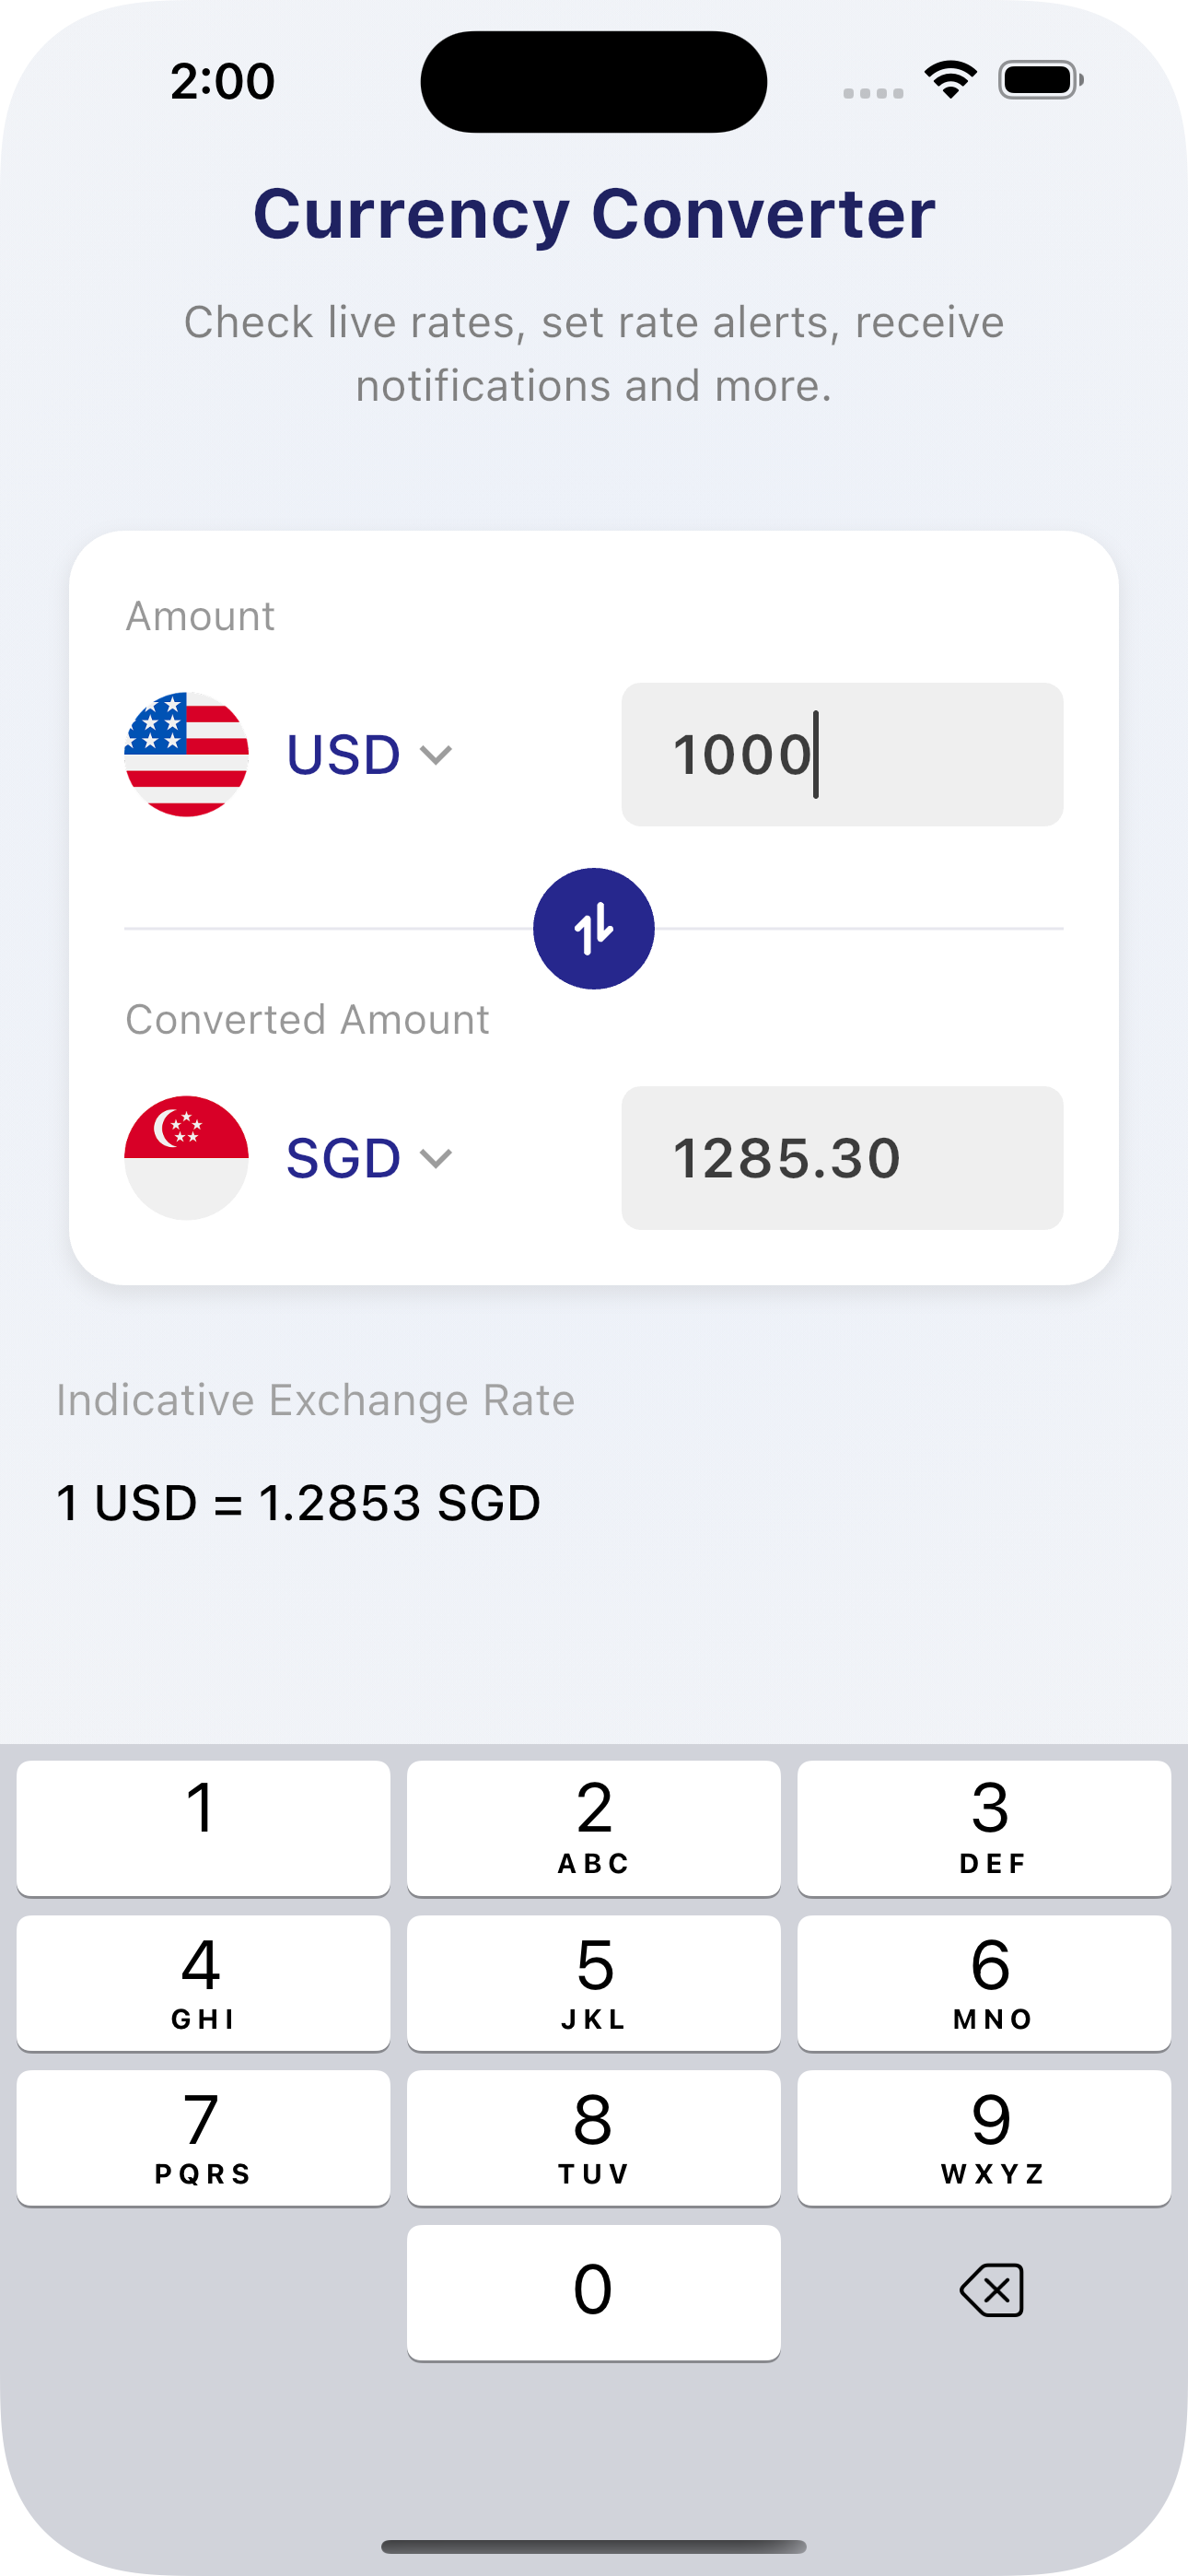 2:00
Currency Converter
Check live rates, set rate alerts, receive
notifications and more.
Amount
USD
1000
Converted Amount
SGD
1285.30
Indicative Exchange Rate
1 USD = 1.2853 SGD
1
2
ABC
3
DEF
4
GHI
5
JKL
6
MNO
7
PQRS
8
TUV
9
WXYZ
0